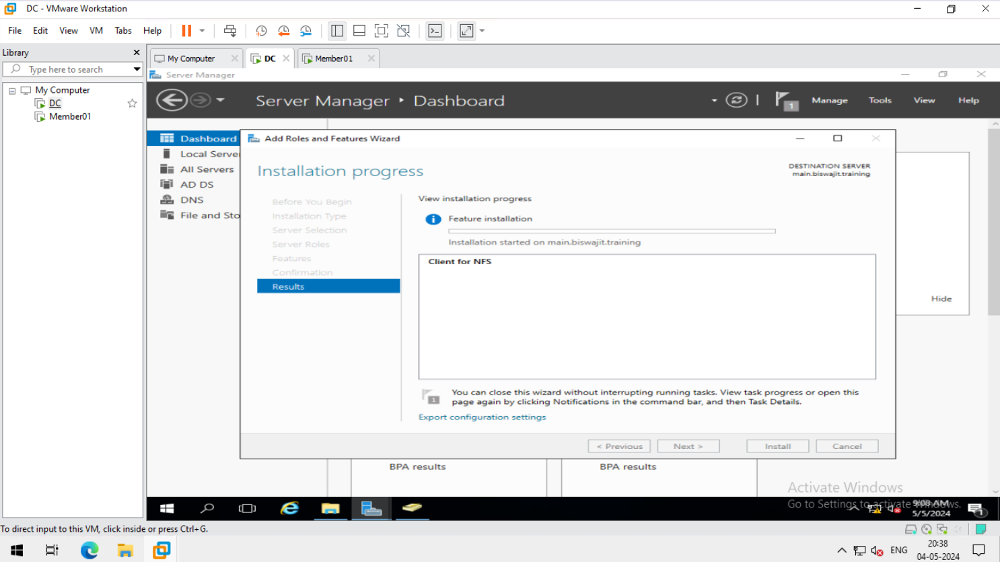 DC - VMware Workstation
File Edit View VM Tabs Help
Library
Type here to search
My Computer
DC
Member01
My Computer
DC
Member01
Server Manager
Server Manager • Dashboard
1
Manage Tools View Help
Dashboard
Local Server
All Servers
AD DS
DNS
File and Sto
Add Roles and Features Wizard
Installation progress
DESTINATION SERVER
main.biswajit.training
Before You Begin
Installation Type
Server Selection
Server Roles
Features
Confirmation
Results
View installation progress
Feature installation
Installation started on main.biswajit.training
Client for NFS
1
You can close this wizard without interrupting running tasks. View task progress or open this
page again by clicking Notifications in the command bar, and then Task Details.
Export configuration settings
< Previous Next > Install Cancel
Hide
BPA results BPA results
Activate Windows
Go to Settings to activate Windows.
9:08 AM
5/5/2024
1
To direct input to this VM, click inside or press Ctrl+G.
ENG
20:38
04-05-2024